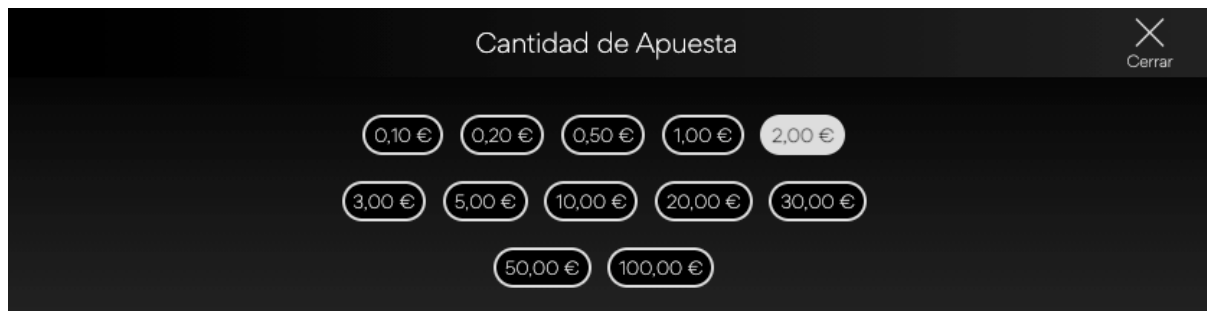 Cantidad de Apuesta
Cerrar
0,10 € 0,20 € 0,50 € 1,00 € 2,00 €
3,00 € 5,00 € 10,00 € 20,00 € 30,00 €
50,00 € 100,00 €